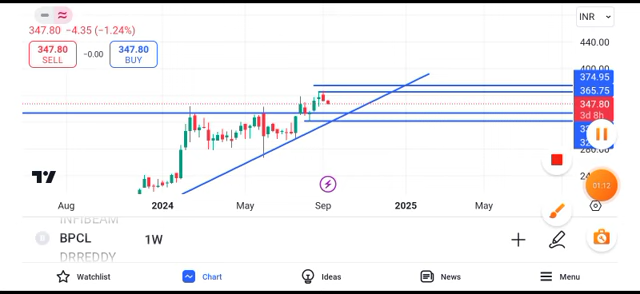 347.80 −4.35 (−1.24%)
INR
347.80
SELL
−0.00
347.80
BUY
440.00
400.00
374.95
365.75
347.80
3d 8h
01:12
Aug
2024
May
Sep
2025
May
INFIBEAM
BPCL
1W
DRREDDY
Watchlist
Chart
Ideas
News
Menu